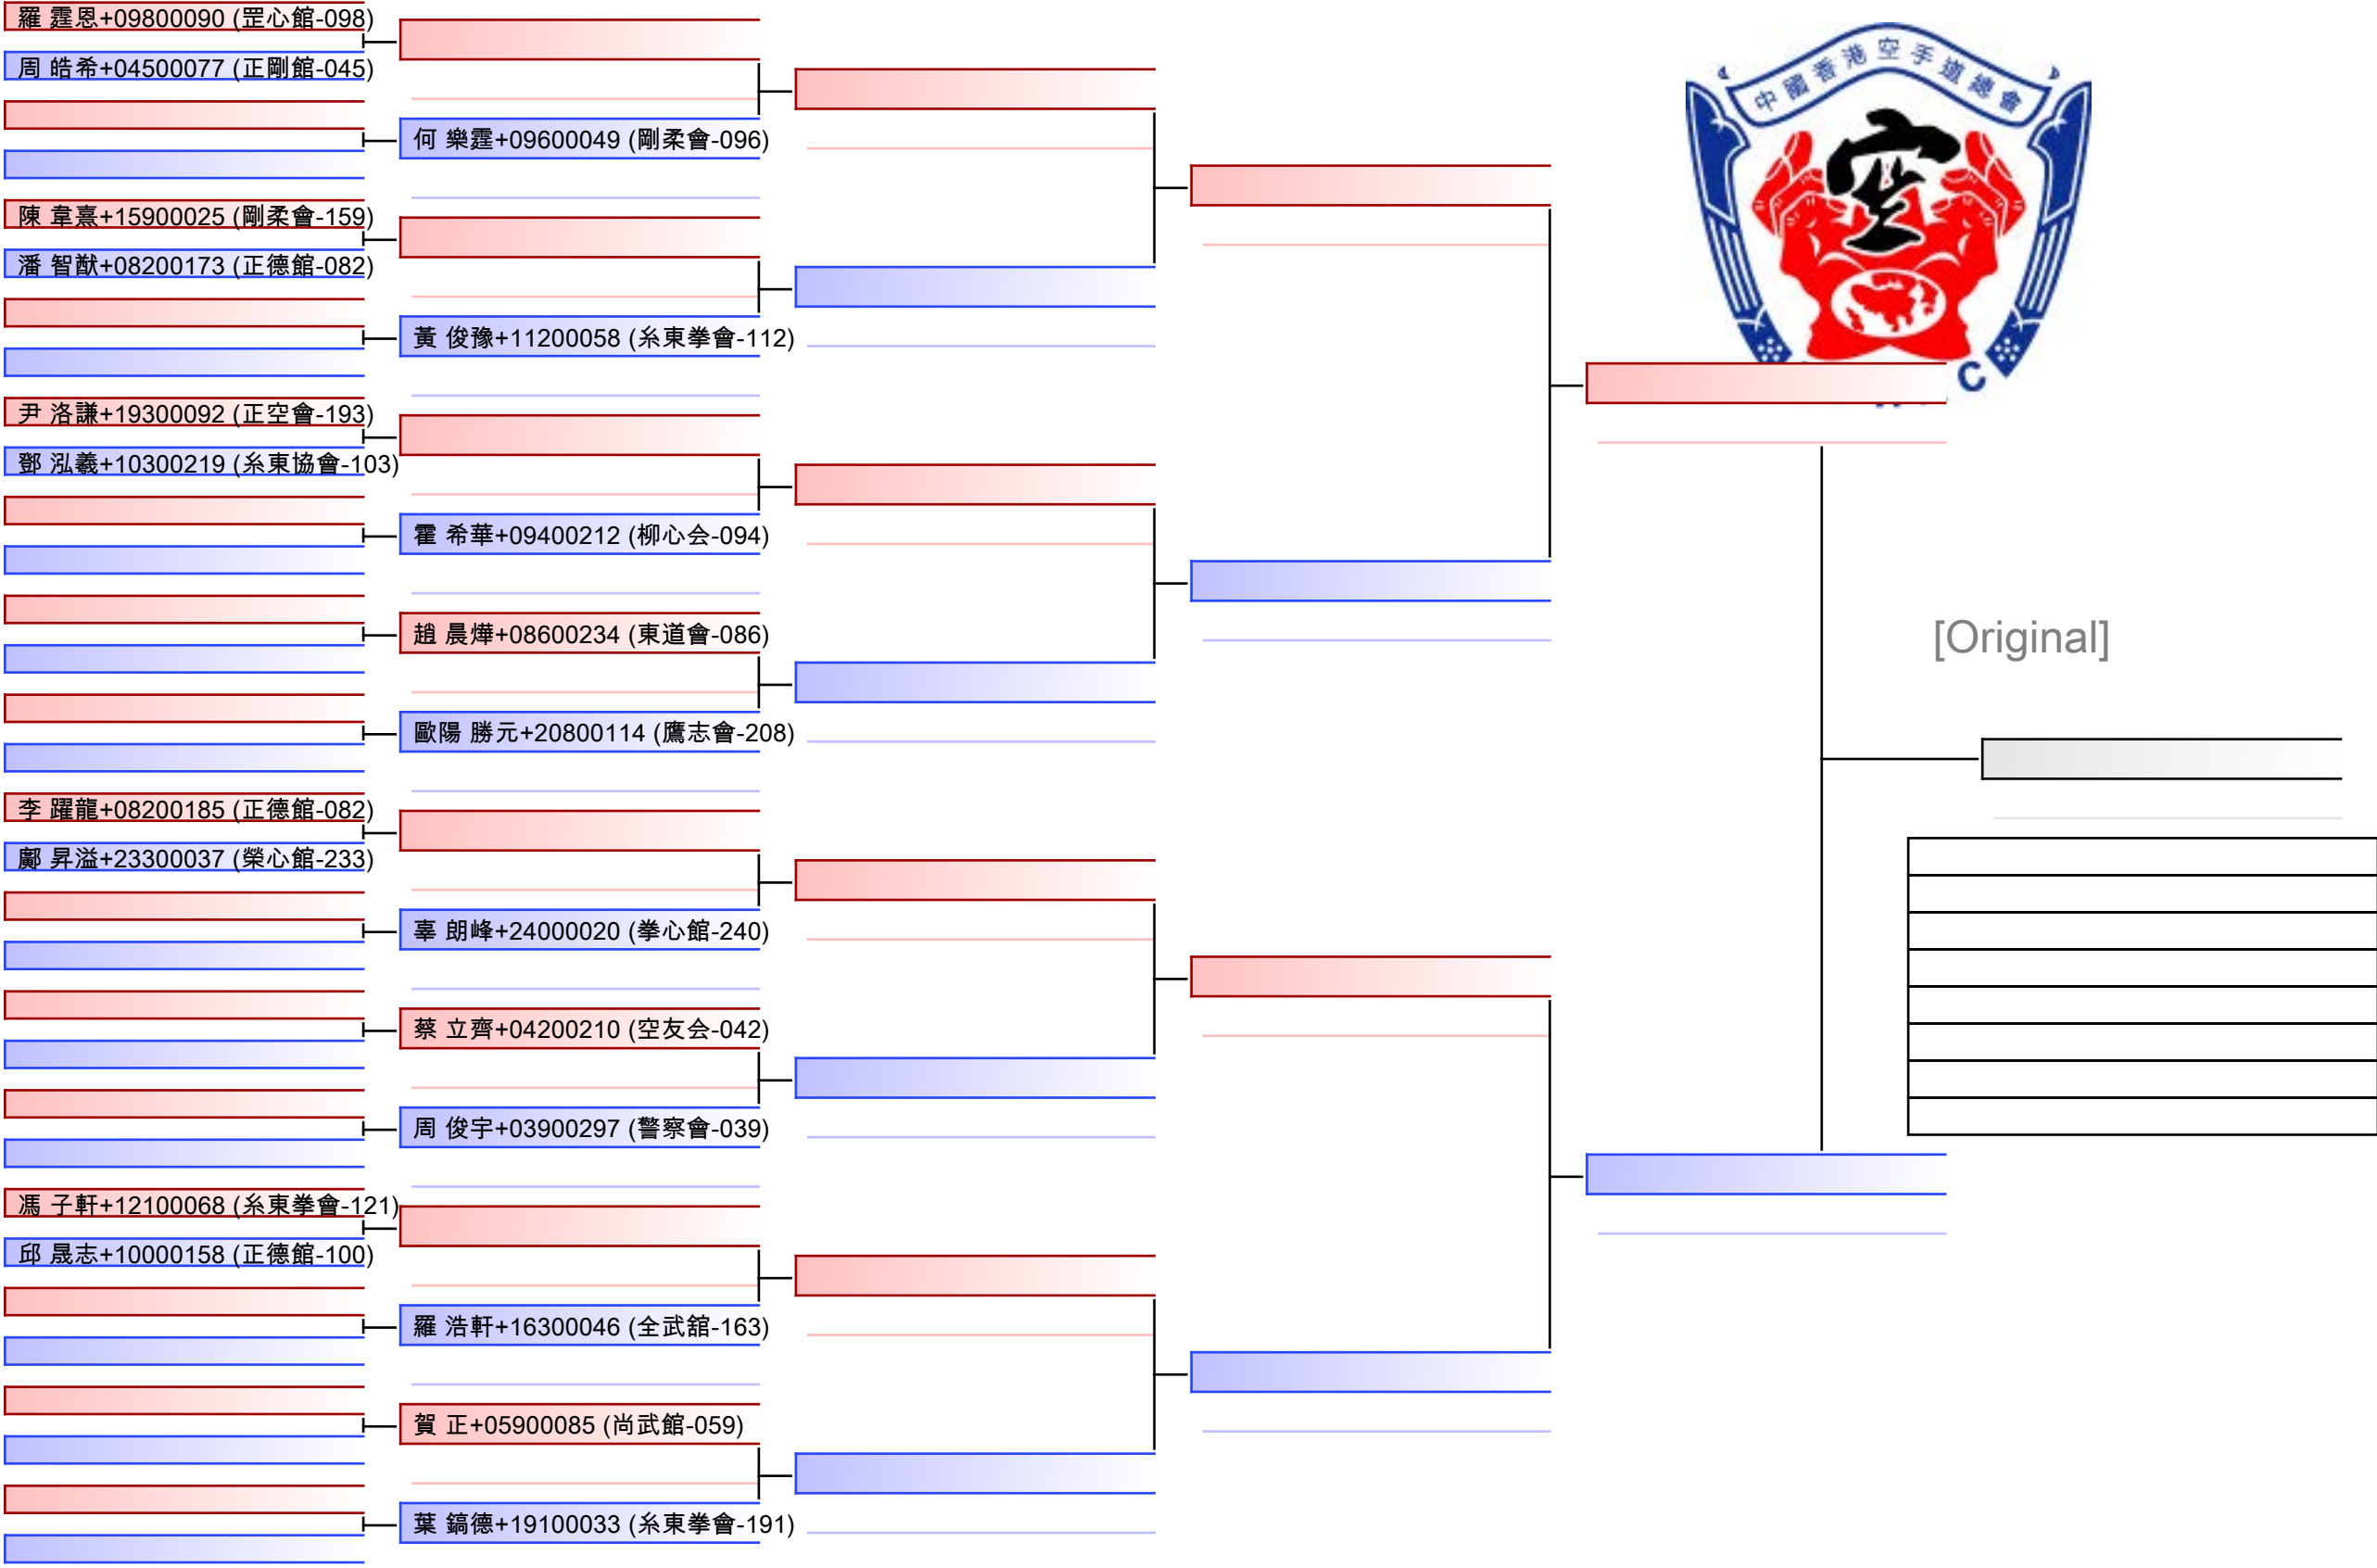 羅 霆恩+09800090 (罡心館-098)
周 皓希+04500077 (正剛館-045)
何 樂霆+09600049 (剛柔會-096)
陳 韋熹+15900025 (剛柔會-159)
潘 智猷+08200173 (正德館-082)
黃 俊豫+11200058 (糸東拳會-112)
尹 洛謙+19300092 (正空會-193)
鄧 泓羲+10300219 (糸東協會-103)
霍 希華+09400212 (柳心会-094)
趙 晨燁+08600234 (東道會-086)
歐陽 勝元+20800114 (鷹志會-208)
李 躍龍+08200185 (正德館-082)
鄺 昇溢+23300037 (榮心館-233)
辜 朗峰+24000020 (拳心館-240)
蔡 立齊+04200210 (空友会-042)
周 俊宇+03900297 (警察會-039)
馮 子軒+12100068 (糸東拳會-121)
邱 晟志+10000158 (正德館-100)
羅 浩軒+16300046 (全武舘-163)
賀 正+05900085 (尚武館-059)
葉 鎬德+19100033 (糸東拳會-191)
中國香港空手道總會
空
C
[Original]